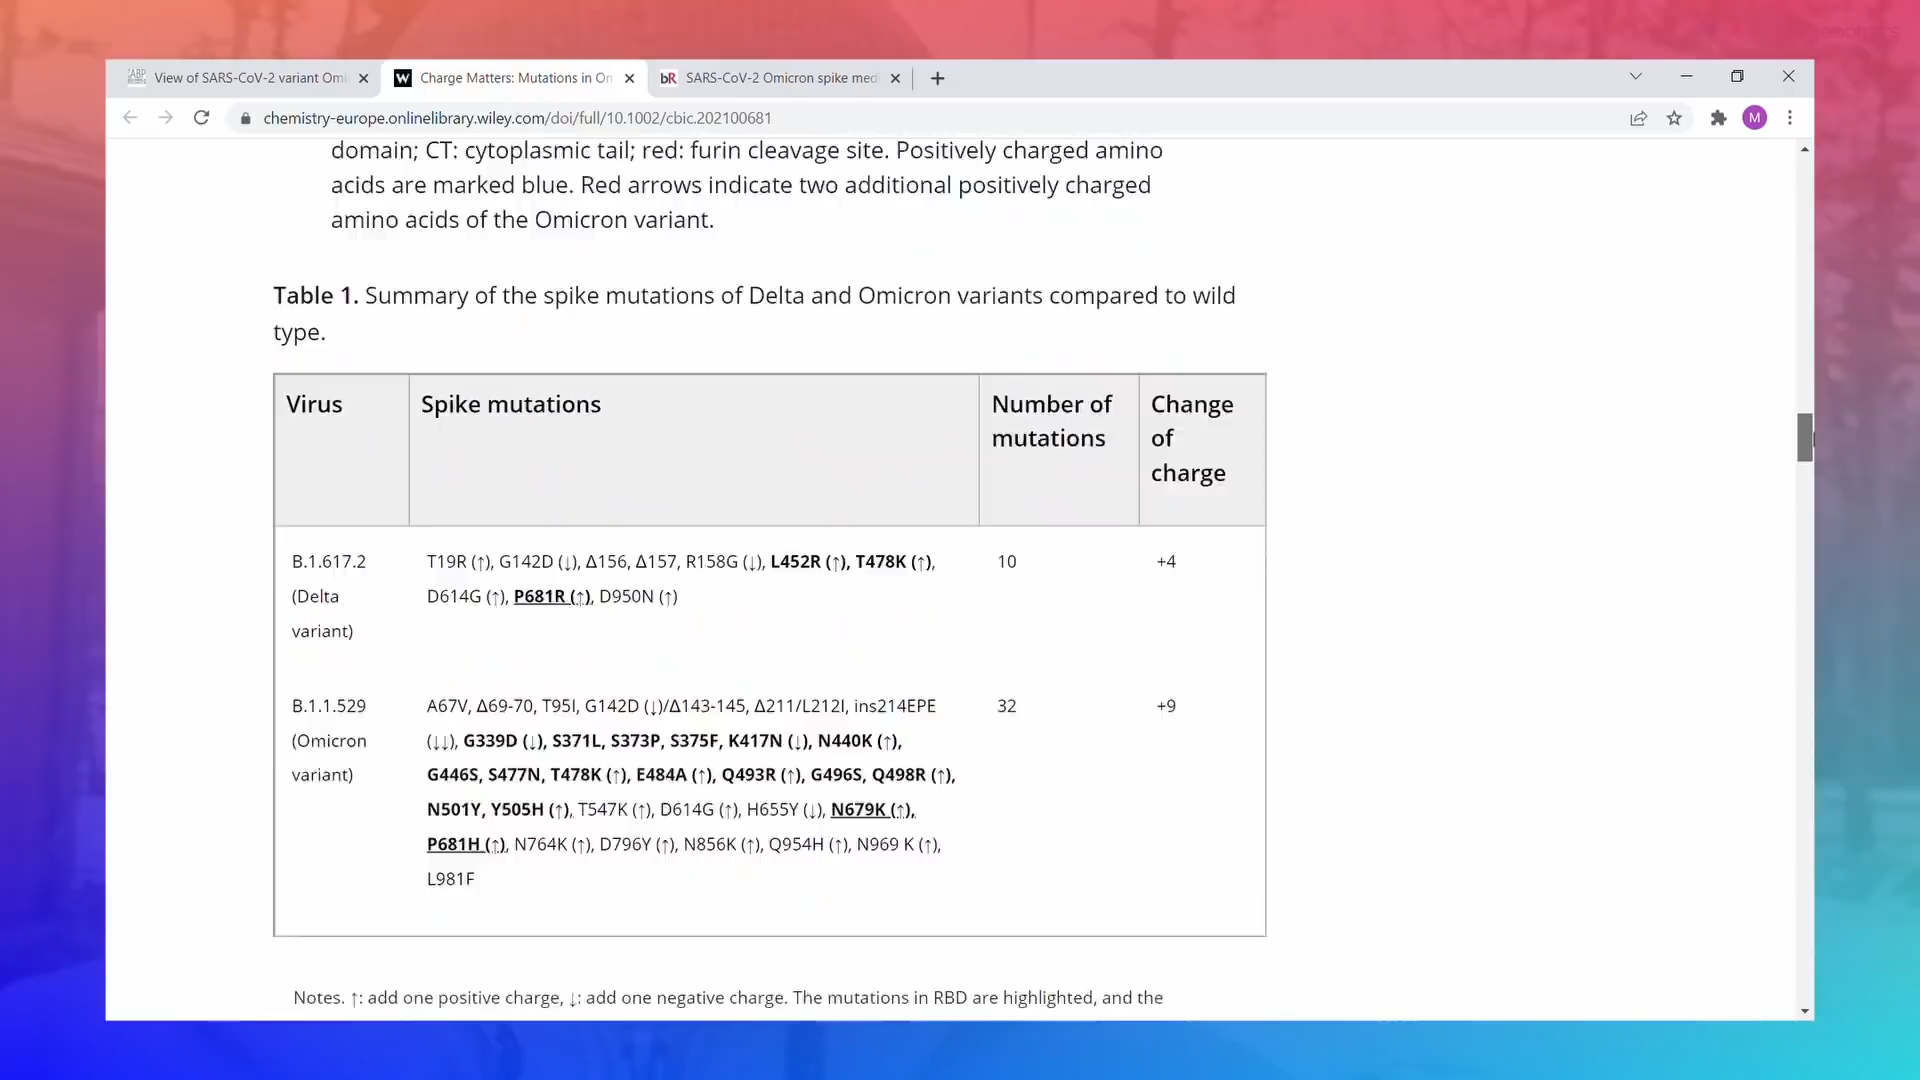 View of SARS-CoV-2 variant Omi
Charge Matters: Mutations in On
bR SARS-CoV-2 Omicron spike med
chemistry-europe.onlinelibrary.wiley.com/doi/full/10.1002/cbic.202100681
M
domain; CT: cytoplasmic tail; red: furin cleavage site. Positively charged amino
acids are marked blue. Red arrows indicate two additional positively charged
amino acids of the Omicron variant.
Table 1. Summary of the spike mutations of Delta and Omicron variants compared to wild
type.
Virus
Spike mutations
Number of
mutations
Change
of
charge
B.1.617.2
(Delta
variant)
T19R (↑), G142D (↓), Δ156, Δ157, R158G (↓), L452R (↑), T478K (↑),
D614G (↑), P681R (↑), D950N (↑)
10
+4
B.1.1.529
(Omicron
variant)
A67V, Δ69-70, T95I, G142D (↓)/Δ143-145, Δ211/L212I, ins214EPE
(↓↓), G339D (↓), S371L, S373P, S375F, K417N (↓), N440K (↑),
G446S, S477N, T478K (↑), E484A (↑), Q493R (↑), G496S, Q498R (↑),
N501Y, Y505H (↑), T547K (↑), D614G (↑), H655Y (↓), N679K (↑),
P681H (↑), N764K (↑), D796Y (↑), N856K (↑), Q954H (↑), N969 K (↑),
L981F
32
+9
Notes. ↑: add one positive charge, ↓: add one negative charge. The mutations in RBD are highlighted, and the